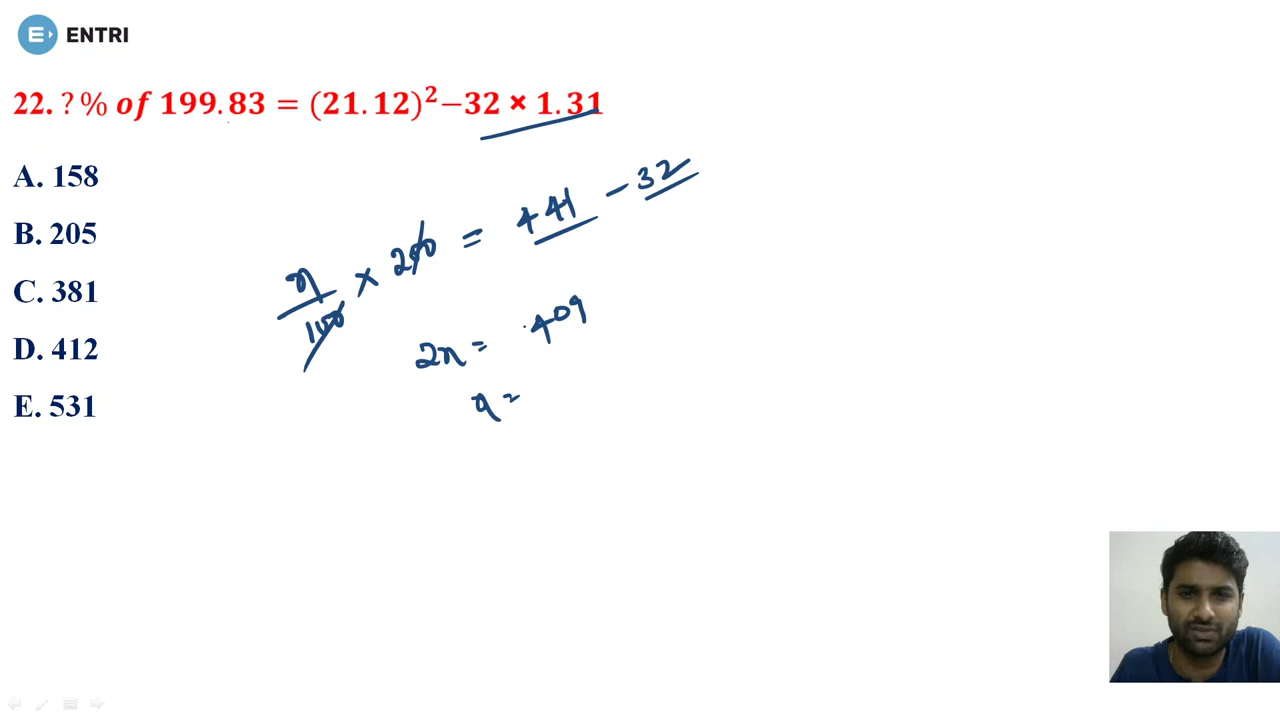 ENTRI
22. ? % of 199.83 = (21.12)² − 32 × 1.31
A. 158
B. 205
C. 381
D. 412
E. 531
x/100 × 200 = 441 - 32
2x = 409
x =